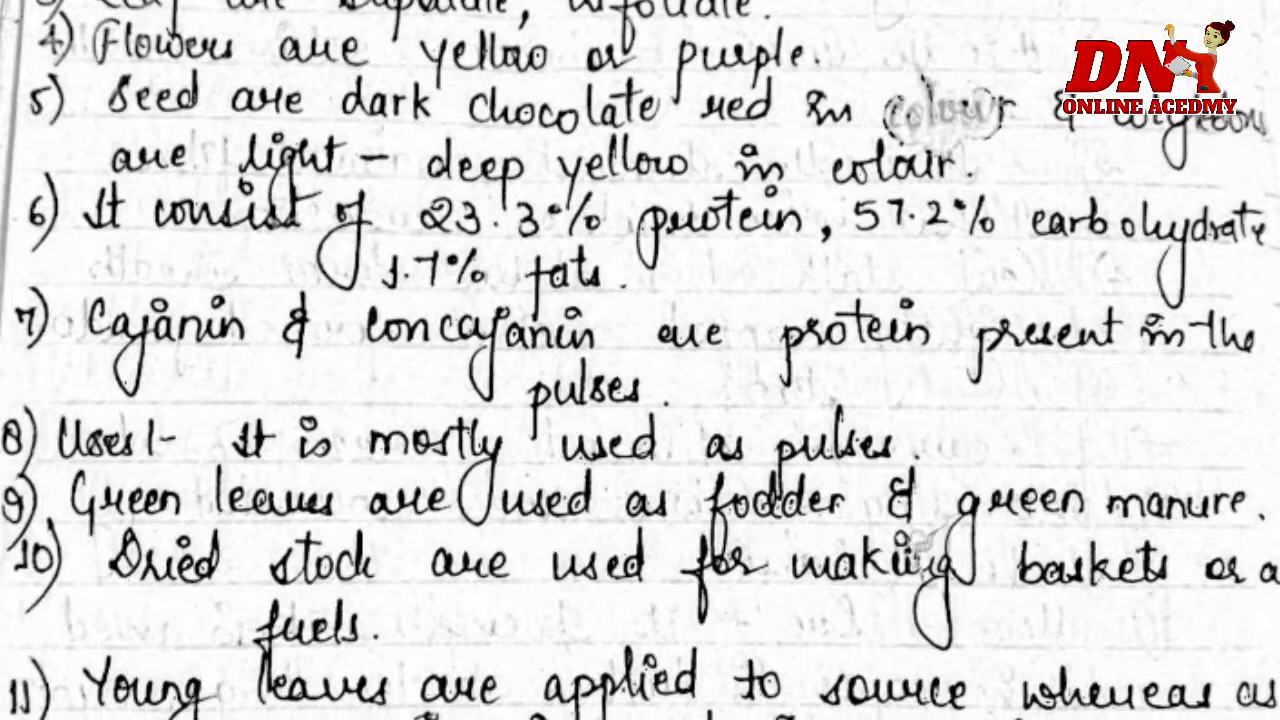 3) Leaf are stipulate,
4) Flowers are yellow or purple.
5) Seed are dark chocolate red in colour &
are light - deep yellow in colour.
6) It consist of 23.3% protein, 57.2% carbohydrate
1.7% fats.
7) Cajanin & concajanin are protein present in the
pulses.
8) Uses:- It is mostly used as pulses.
9) Green leaves are used as fodder & green manure.
10) Dried stock are used for making baskets or a
fuels.
11) Young leaves are applied to source whereas as
DN
ONLINE ACEDMY